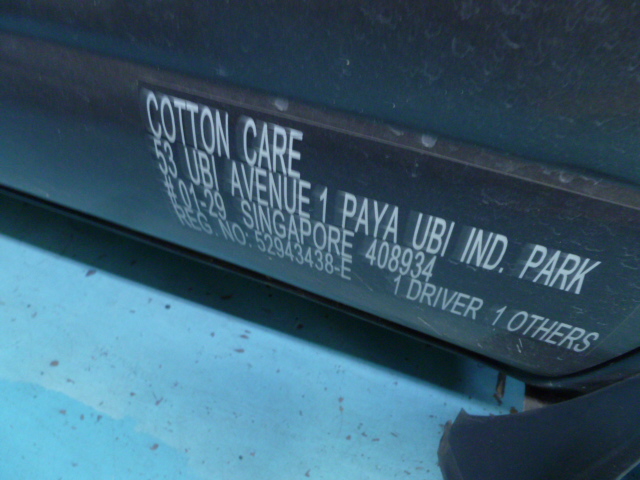 COTTON CARE
53 UBI AVENUE 1 PAYA UBI IND. PARK
#01-29 SINGAPORE 408934
REG. NO: 52943438-E
1 DRIVER 1 OTHERS